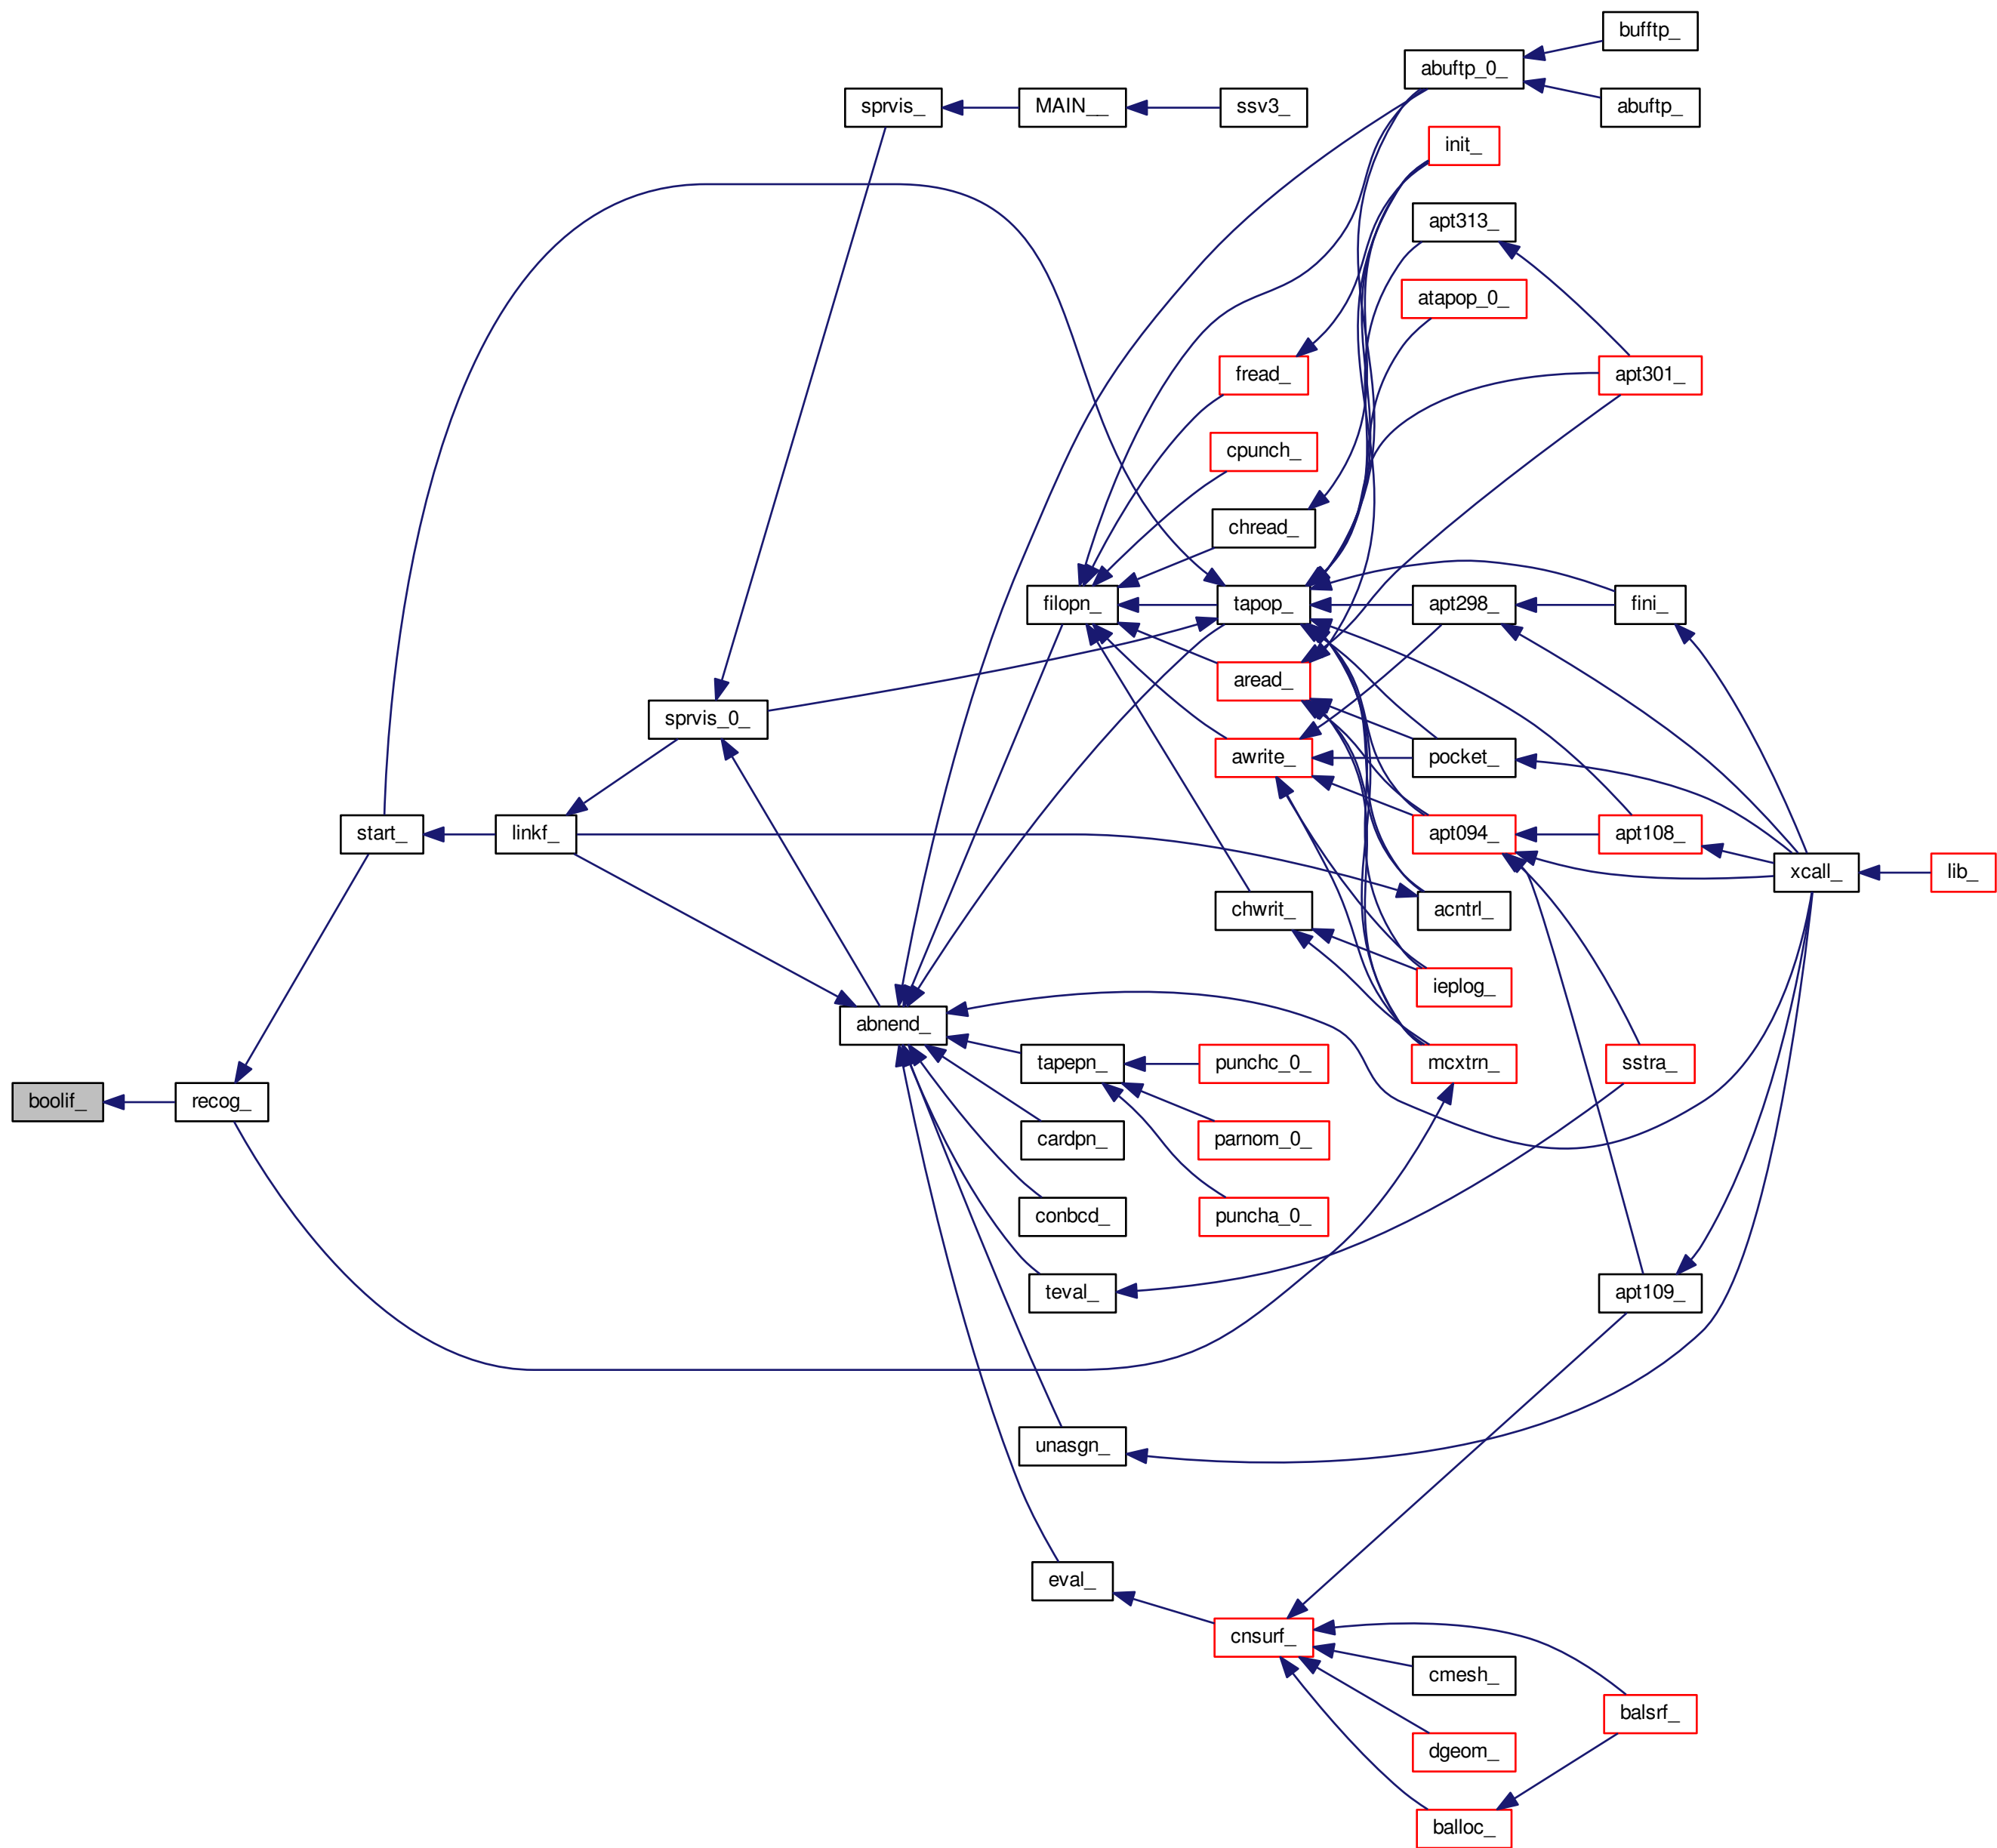 bufftp_
abuftp_0_
sprvis_
MAIN__
ssv3_
abuftp_
init_
apt313_
atapop_0_
fread_
apt301_
cpunch_
chread_
filopn_
tapop_
apt298_
fini_
aread_
sprvis_0_
awrite_
pocket_
start_
linkf_
apt094_
apt108_
xcall_
lib_
chwrit_
acntrl_
ieplog_
abnend_
tapepn_
punchc_0_
mcxtrn_
sstra_
boolif_
recog_
cardpn_
parnom_0_
conbcd_
puncha_0_
teval_
apt109_
unasgn_
eval_
cnsurf_
cmesh_
balsrf_
dgeom_
balloc_